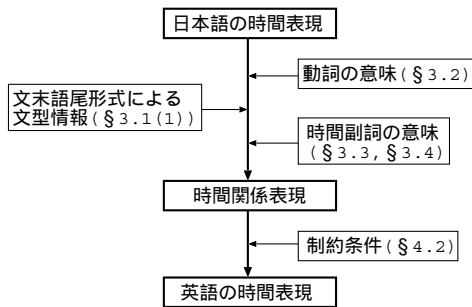 日本語の時間表現
動詞の意味(§3.2)
文末語尾形式による
文型情報(§3.1(1))
時間副詞の意味
(§3.3,§3.4)
時間関係表現
制約条件(§4.2)
英語の時間表現